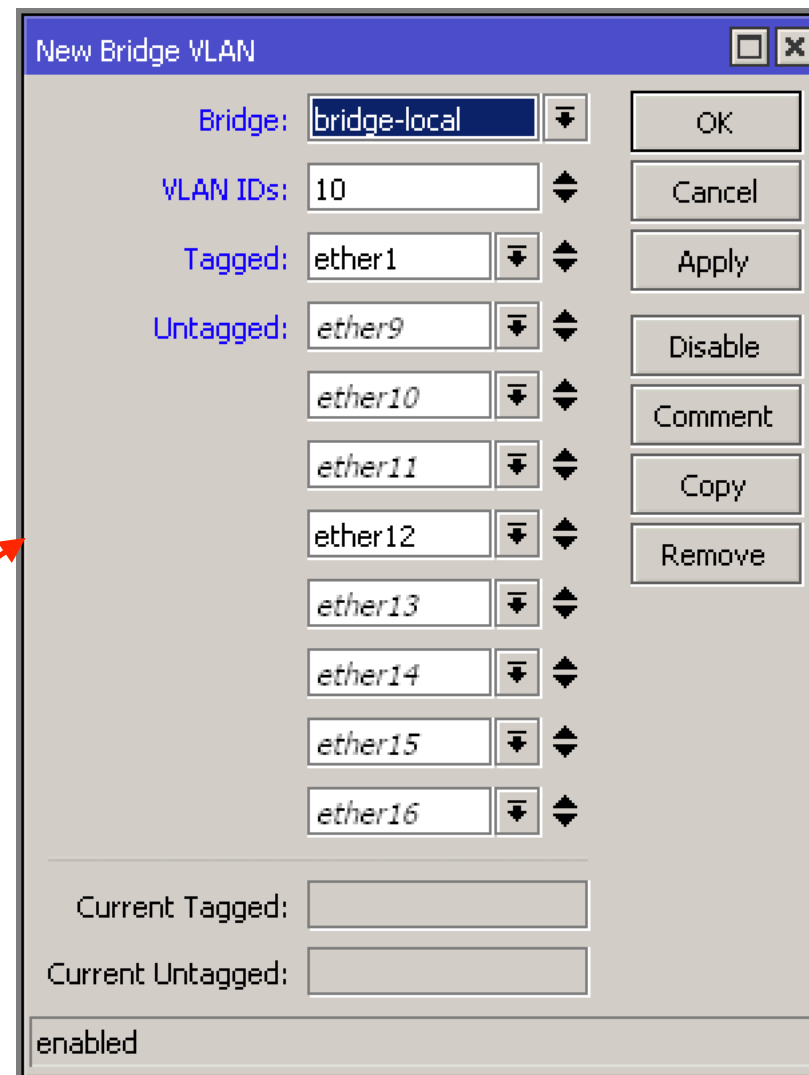 New Bridge VLAN
Bridge: bridge-local
OK
VLAN IDs: 10
Cancel
Tagged: ether1
Apply
Untagged: ether9
Disable
ether10
Comment
ether11
Copy
ether12
Remove
ether13
ether14
ether15
ether16
Current Tagged:
Current Untagged:
enabled